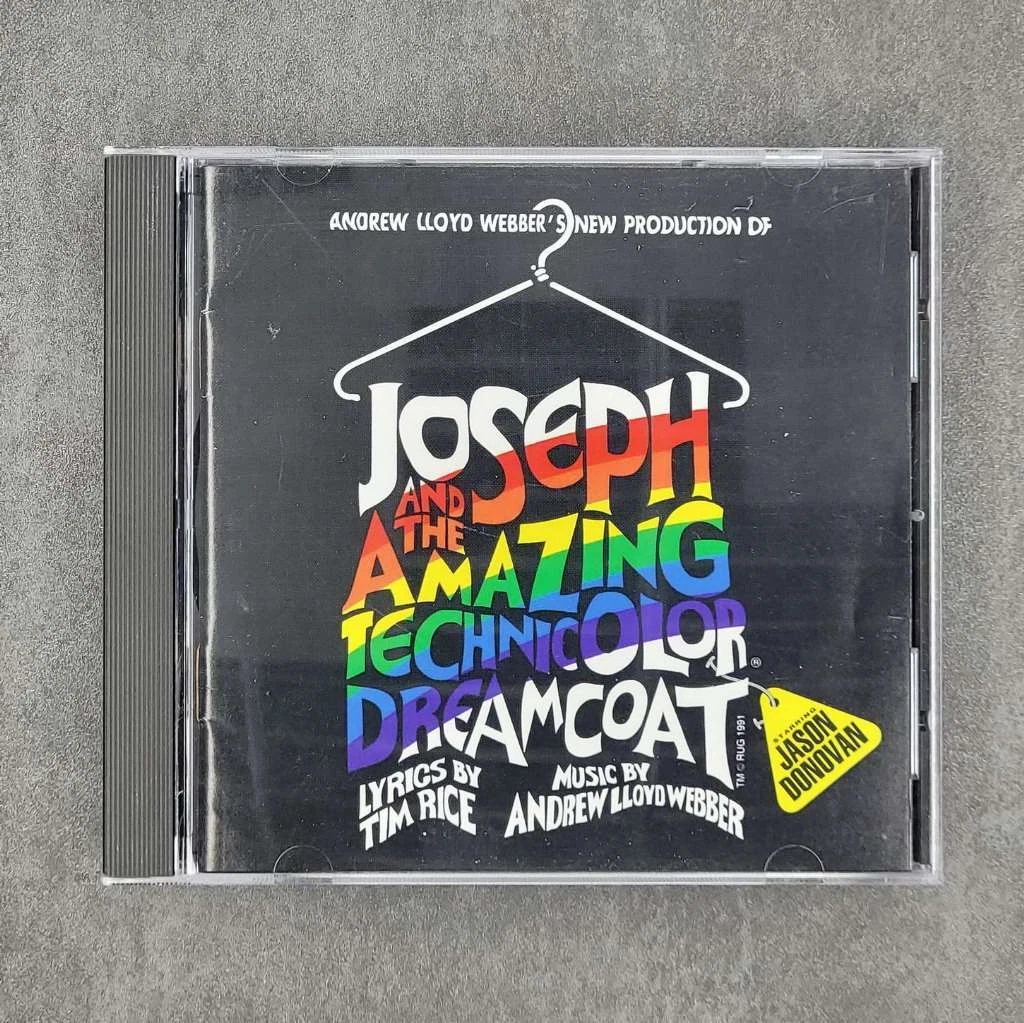 ANDREW LLOYD WEBBER'S NEW PRODUCTION OF
JOSEPH
AND
THE
AMAZING
TECHNICOLOR®
DREAMCOAT
LYRICS BY
TIM RICE
MUSIC BY
ANDREW LLOYD WEBBER
TM © RUG 1991
STARRING
JASON
DONOVAN